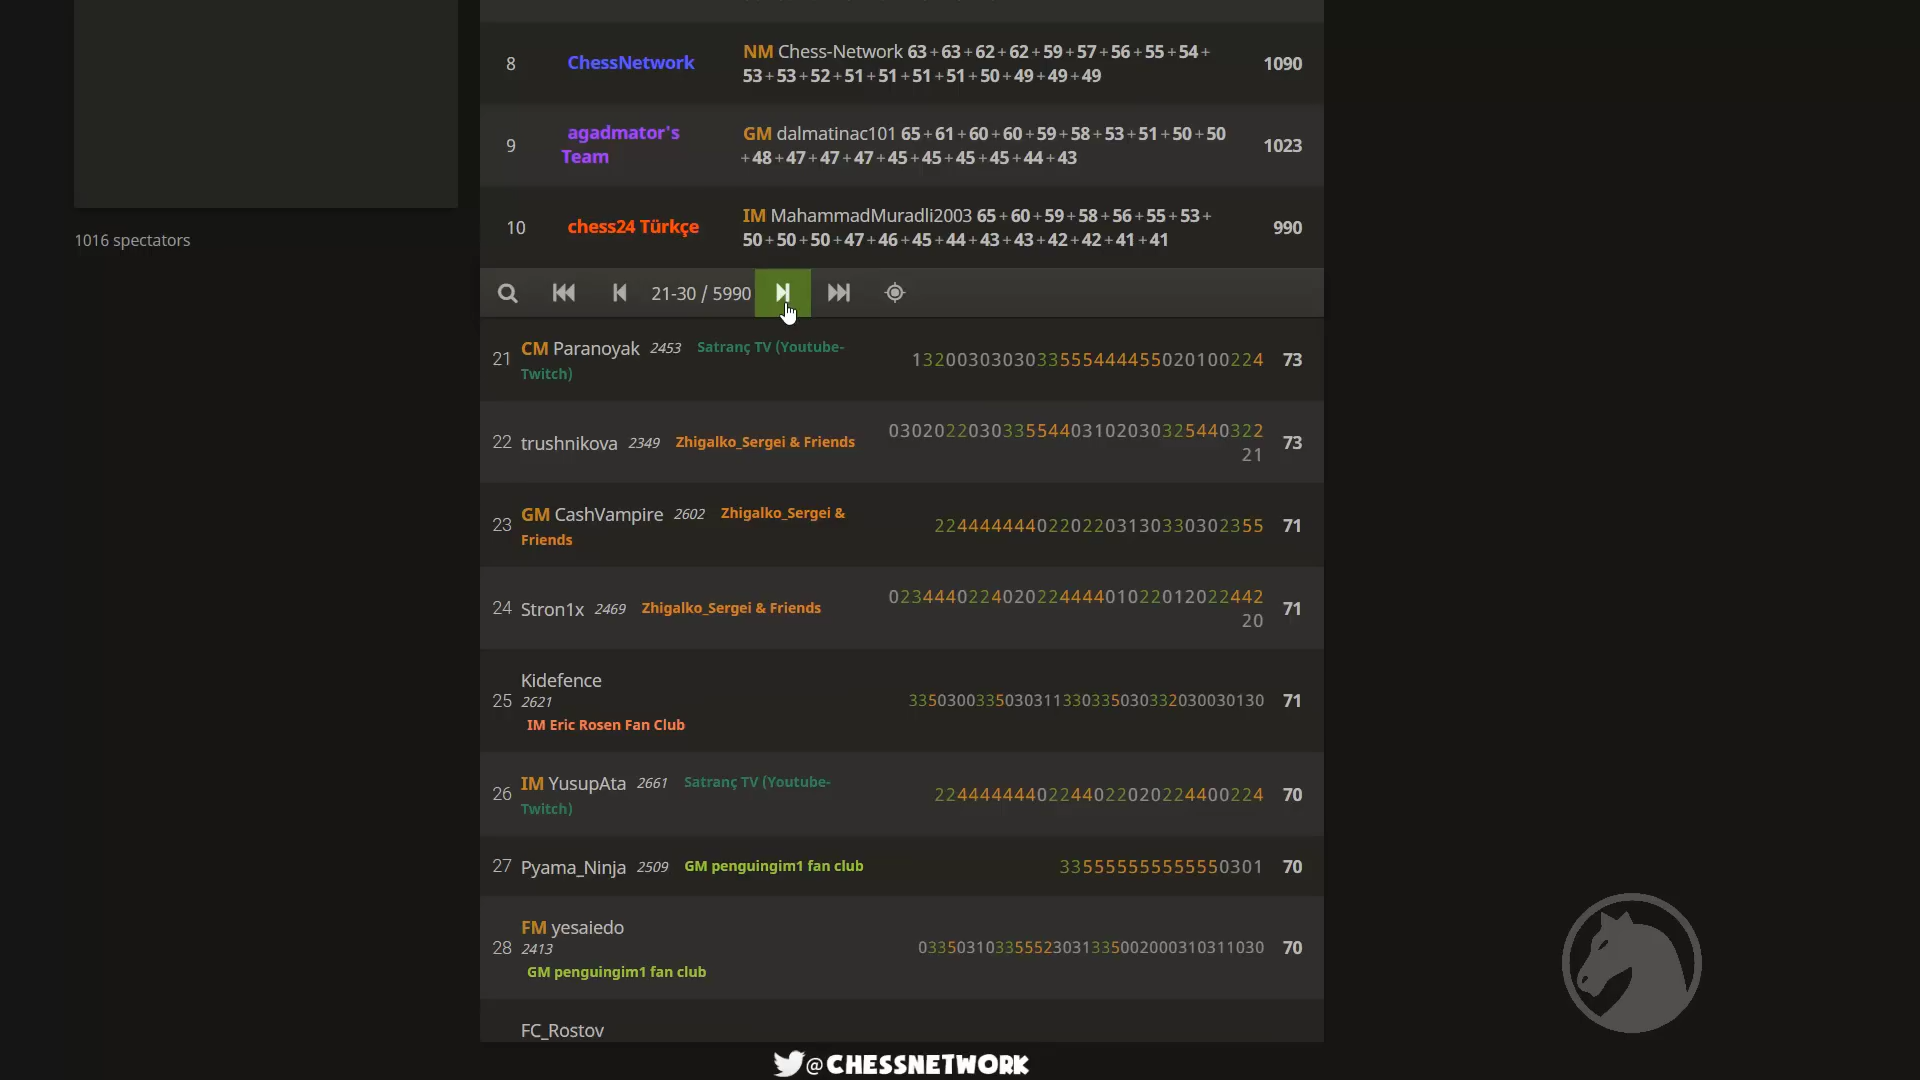 8 ChessNetwork NM Chess-Network 63+63+62+62+59+57+56+55+54+ 1090
53+53+52+51+51+51+51+50+49+49+49
9 agadmator's Team GM dalmatinac101 65+61+60+60+59+58+53+51+50+50 1023
+48+47+47+47+45+45+45+45+44+43
10 chess24 Türkçe IM MahammadMuradli2003 65+60+59+58+56+55+53+ 990
50+50+50+47+46+45+44+43+43+42+42+41+41
1016 spectators
21-30 / 5990
21 CM Paranoyak 2453 Satranç TV (Youtube-
Twitch) 1320030303033555444455020100224 73
22 trushnikova 2349 Zhigalko_Sergei & Friends 030202203033554403102030325440322 73
21
23 GM CashVampire 2602 Zhigalko_Sergei &
Friends 22444444402202203130330302355 71
24 Stron1x 2469 Zhigalko_Sergei & Friends 023444022402022444401022012022442 71
20
25 Kidefence
2621 335030033503031133033503033203003013​0 71
IM Eric Rosen Fan Club
26 IM YusupAta 2661 Satranç TV (Youtube-
Twitch) 22444444402244022020224400224 70
27 Pyama_Ninja 2509 GM penguingim1 fan club 335555555555550301 70
28 FM yesaiedo
2413 033503103355523031335002000310311030 70
GM penguingim1 fan club
FC_Rostov
@CHESSNETWORK